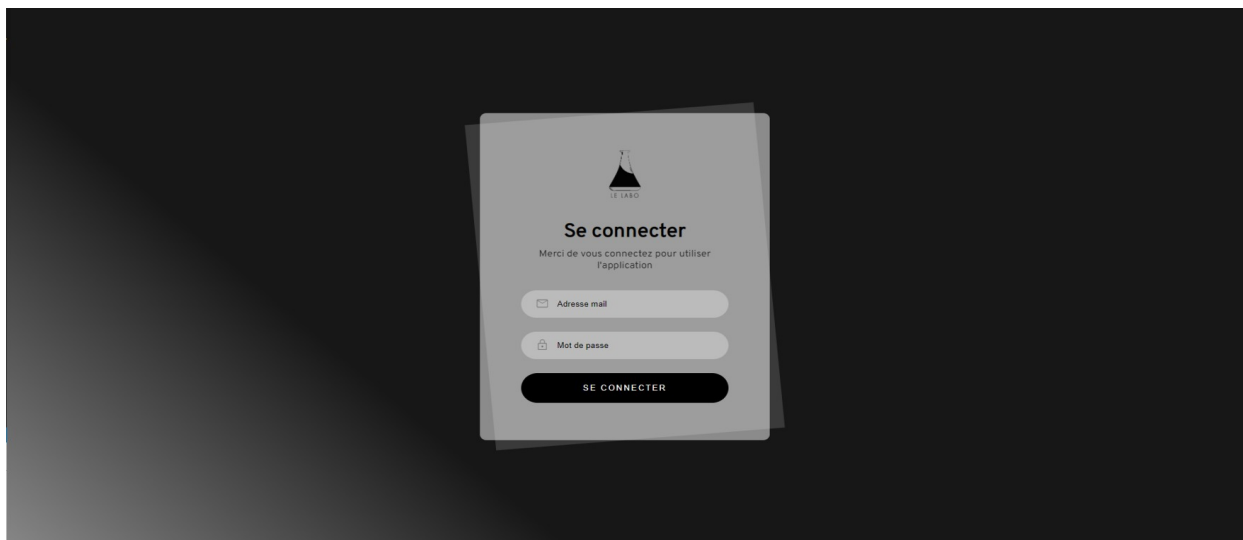 LE LABO
Se connecter
Merci de vous connectez pour utiliser
l'application
Adresse mail
Mot de passe
SE CONNECTER